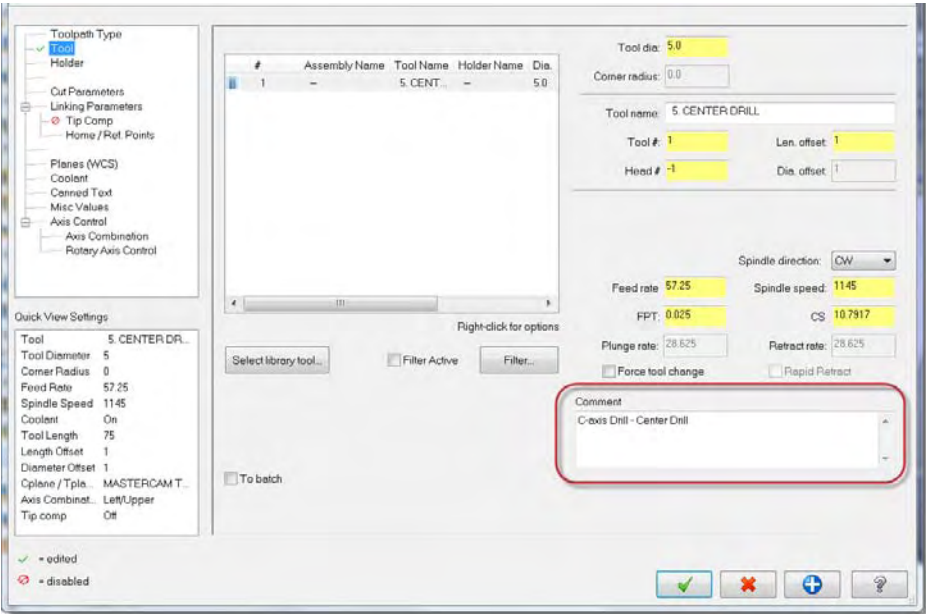 Toolpath Type
Tool
Holder
Cut Parameters
Linking Parameters
Tip Comp
Home / Ref. Points
Planes (WCS)
Coolant
Canned Text
Misc Values
Axis Control
Axis Combination
Rotary Axis Control
Quick View Settings
Tool 5. CENTER DR...
Tool Diameter 5
Corner Radius 0
Feed Rate 57.25
Spindle Speed 1145
Coolant On
Tool Length 75
Length Offset 1
Diameter Offset 1
Cplane / Tpla... MASTERCAM T...
Axis Combinat... Left/Upper
Tip comp Off
= edited
= disabled
# Assembly Name Tool Name Holder Name Dia.
1 – 5. CENT... – 5.0
Right-click for options
Select library tool...
Filter Active
Filter...
To batch
Tool dia: 5.0
Corner radius: 0.0
Tool name: 5. CENTER DRILL
Tool #: 1 Len. offset: 1
Head # -1 Dia. offset: 1
Spindle direction: CW
Feed rate: 57.25 Spindle speed: 1145
FPT: 0.025 CS 10.7917
Plunge rate: 28.625 Retract rate: 28.625
Force tool change Rapid Retract
Comment
C-axis Drill - Center Drill